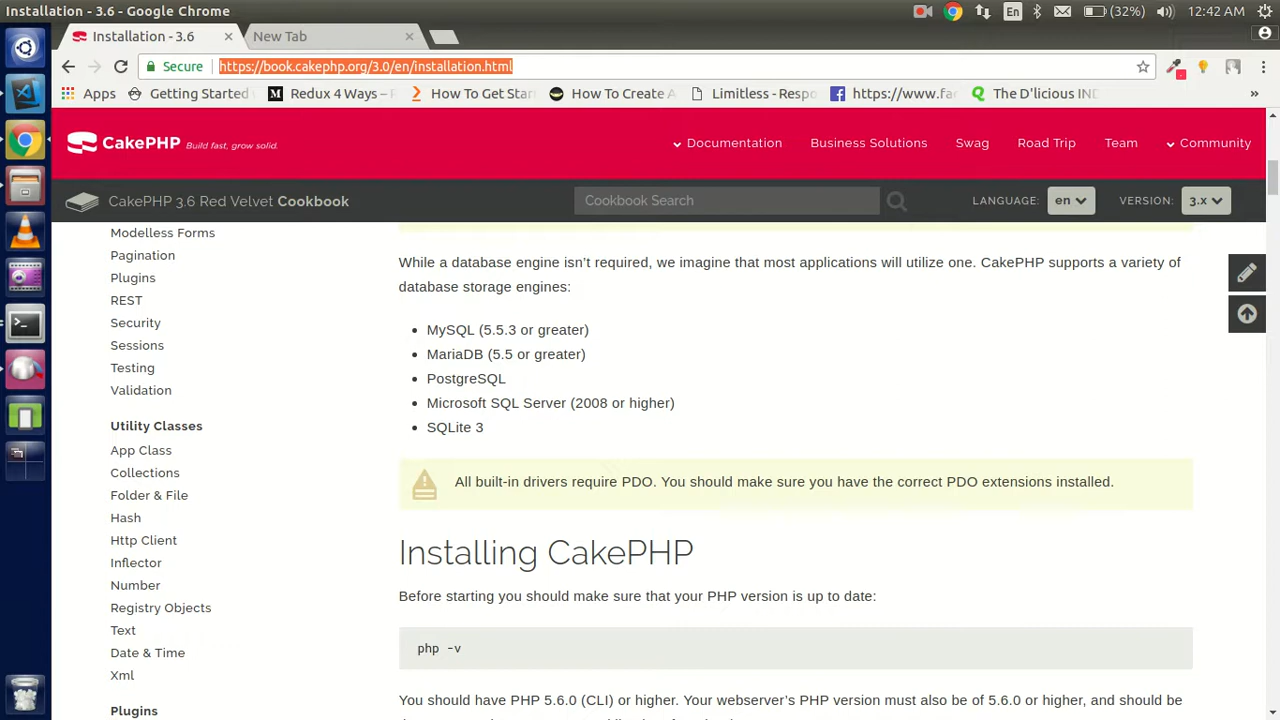 Installation - 3.6 - Google Chrome
En
(32%)
12:42 AM
Installation - 3.6
New Tab
Secure
https://book.cakephp.org/3.0/en/installation.html
Apps
Getting Started
Redux 4 Ways –
How To Get Star
How To Create A
Limitless - Respo
https://www.fac
The D'licious IND
CakePHP Build fast, grow solid.
Documentation
Business Solutions
Swag
Road Trip
Team
Community
CakePHP 3.6 Red Velvet Cookbook
Cookbook Search
LANGUAGE:
en
VERSION:
3.x
Modelless Forms
Pagination
Plugins
REST
Security
Sessions
Testing
Validation
Utility Classes
App Class
Collections
Folder & File
Hash
Http Client
Inflector
Number
Registry Objects
Text
Date & Time
Xml
Plugins
While a database engine isn’t required, we imagine that most applications will utilize one. CakePHP supports a variety of
database storage engines:
MySQL (5.5.3 or greater)
MariaDB (5.5 or greater)
PostgreSQL
Microsoft SQL Server (2008 or higher)
SQLite 3
All built-in drivers require PDO. You should make sure you have the correct PDO extensions installed.
Installing CakePHP
Before starting you should make sure that your PHP version is up to date:
php -v
You should have PHP 5.6.0 (CLI) or higher. Your webserver’s PHP version must also be of 5.6.0 or higher, and should be